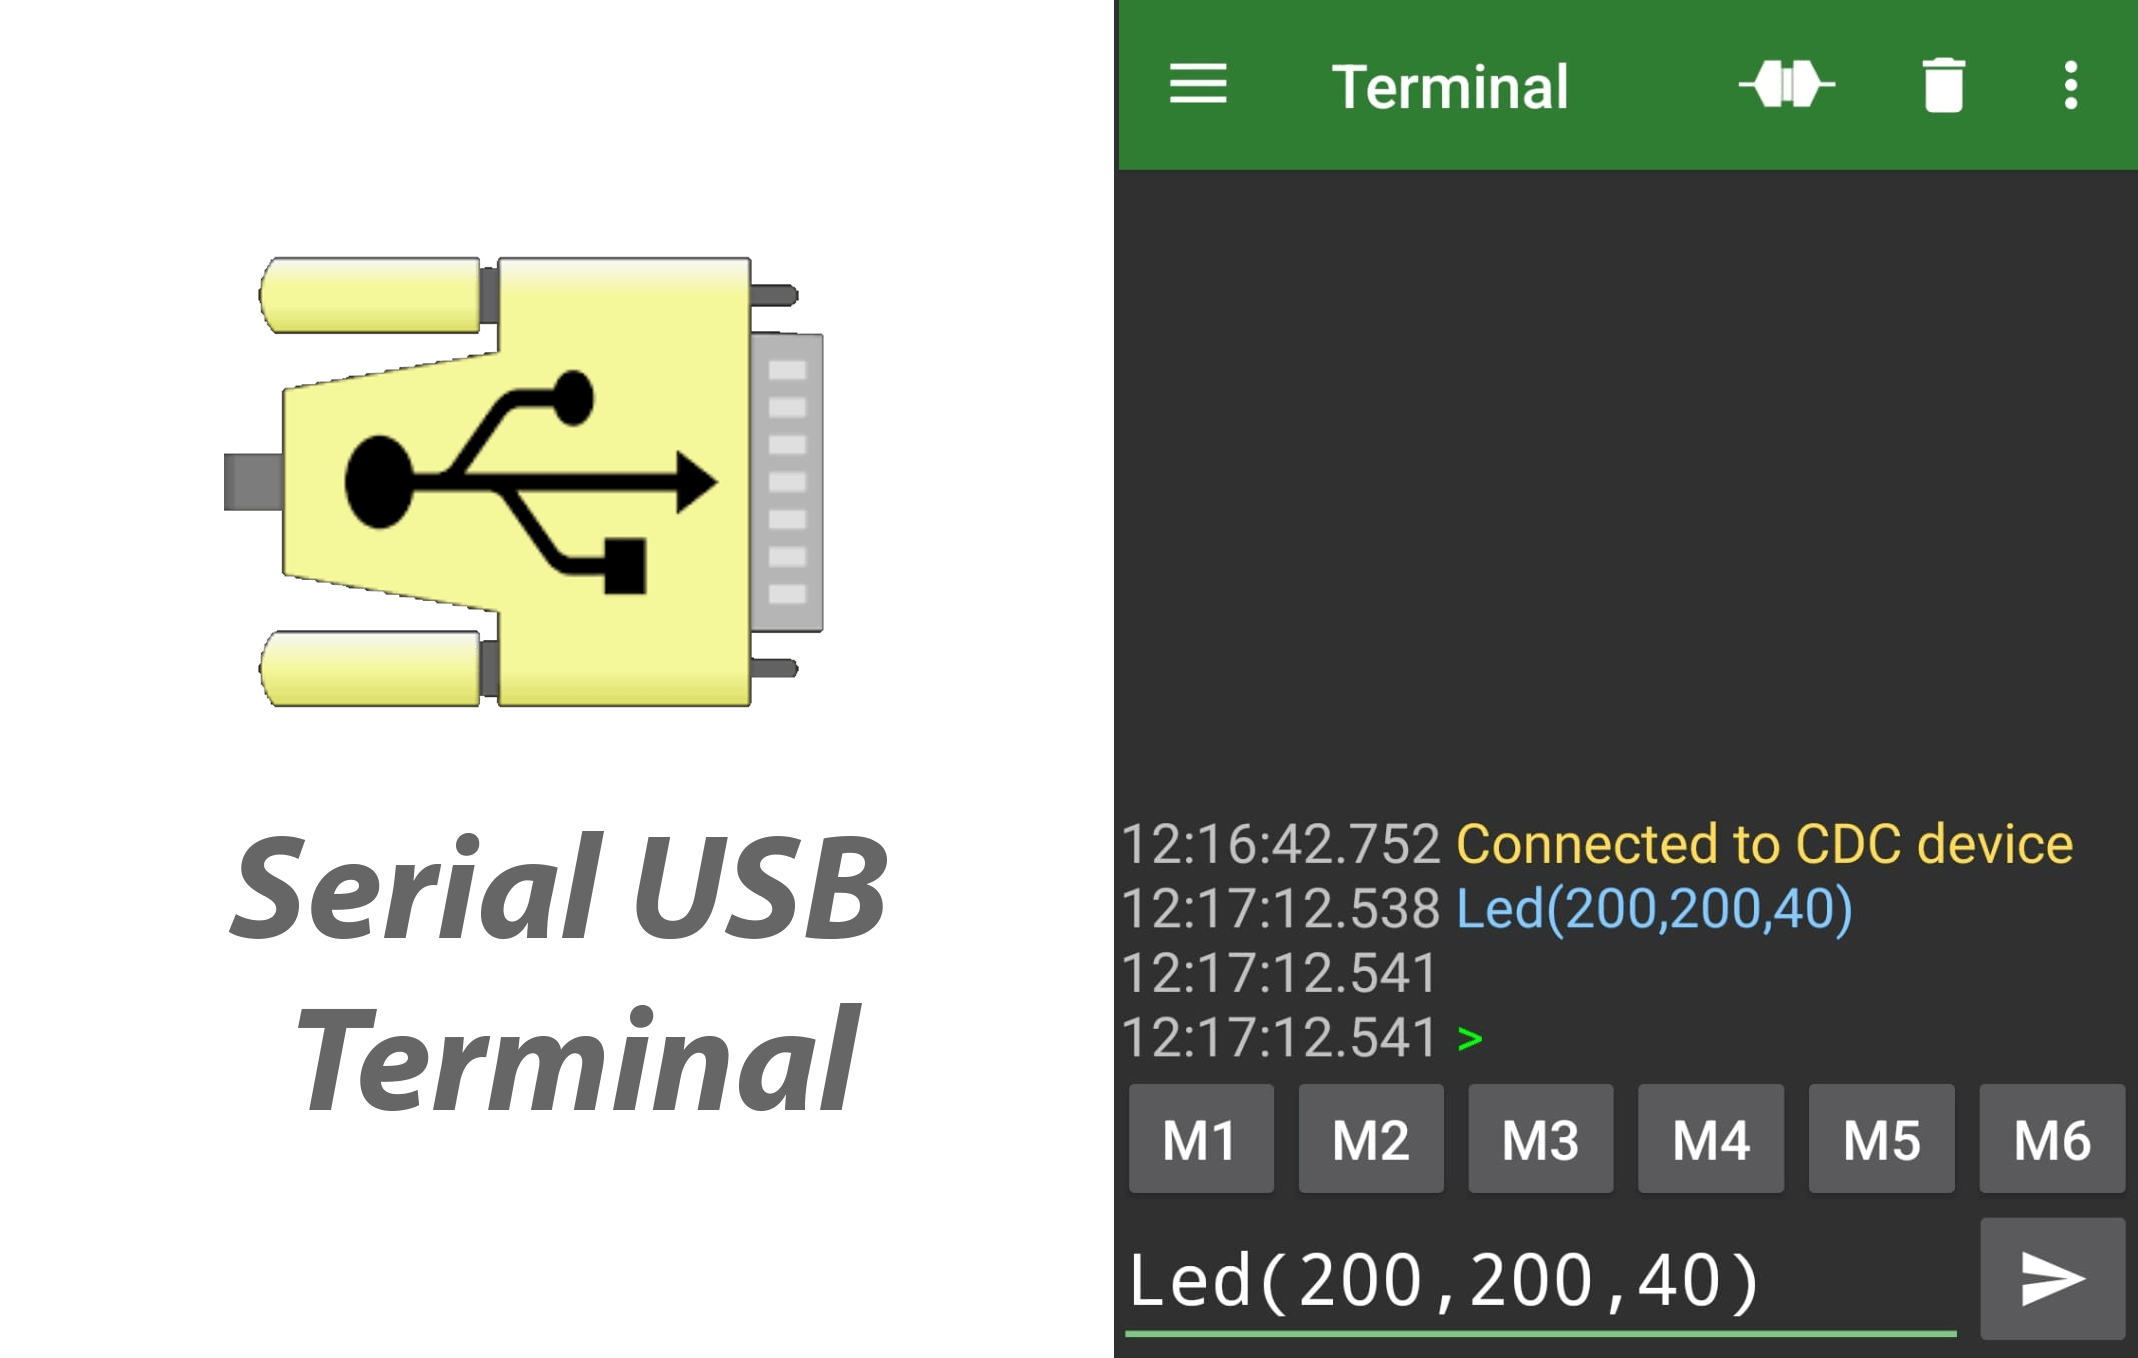 Serial USB
Terminal
Terminal
12:16:42.752 Connected to CDC device
12:17:12.538 Led(200,200,40)
12:17:12.541
12:17:12.541 >
M1 M2 M3 M4 M5 M6
Led(200,200,40)